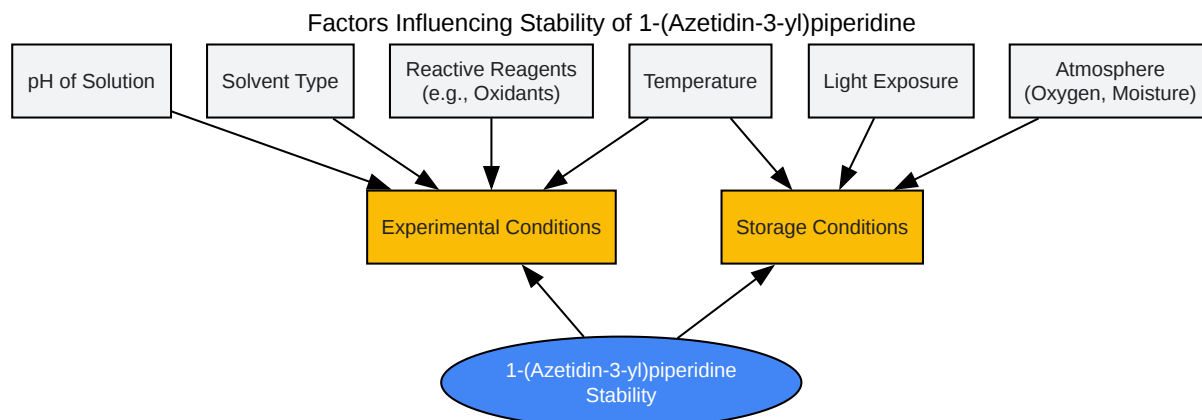 Factors Influencing Stability of 1-(Azetidin-3-yl)piperidine
pH of Solution
Solvent Type
Reactive Reagents
(e.g., Oxidants)
Temperature
Light Exposure
Atmosphere
(Oxygen, Moisture)
Experimental Conditions
Storage Conditions
1-(Azetidin-3-yl)piperidine
Stability